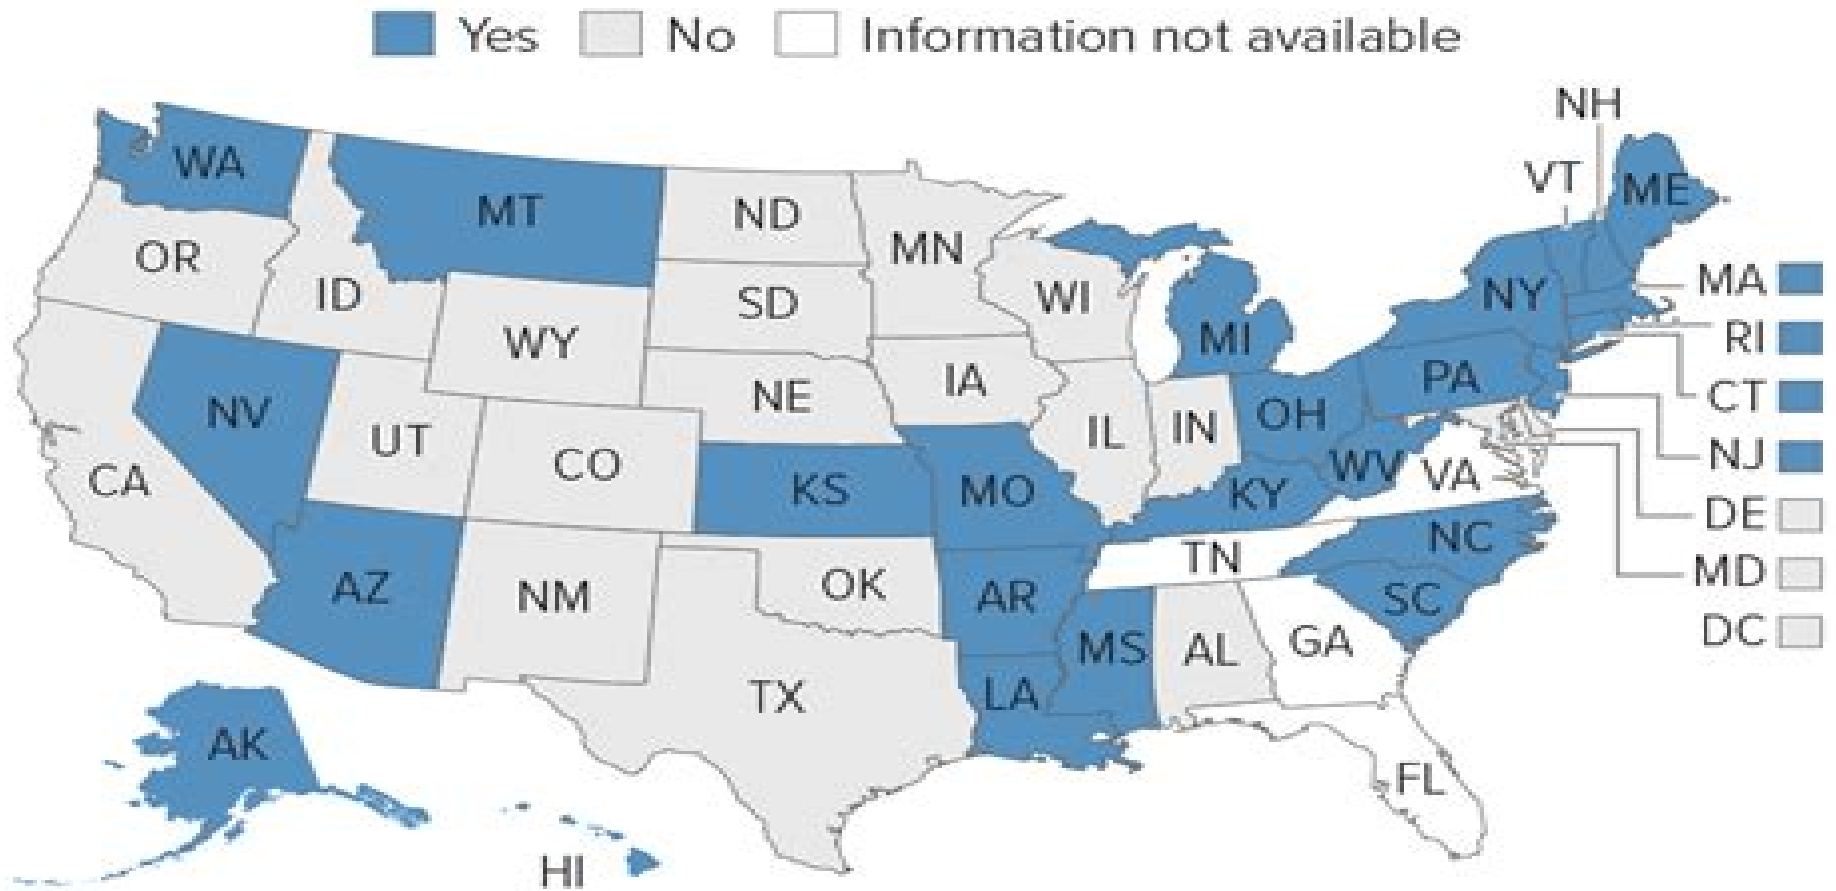 Yes No Information not available
NH
VT
ME
WA
MT
ND
MN
OR
ID
SD
WI
NY
MA
WY
MI
RI
NV
UT
NE
IA
PA
CT
CO
IL
IN
OH
NJ
CA
KS
MO
KY
WV
VA
DE
AZ
NM
OK
AR
TN
NC
MD
SC
TX
LA
MS
AL
GA
DC
AK
FL
HI